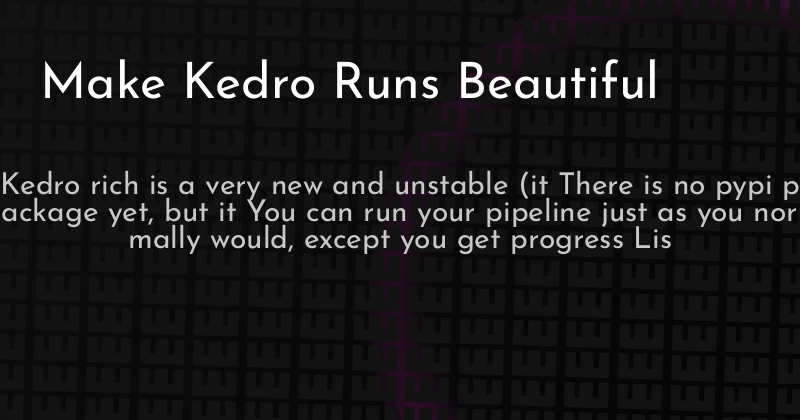 Make Kedro Runs Beautiful
Kedro rich is a very new and unstable (it There is no pypi p
ackage yet, but it You can run your pipeline just as you nor
mally would, except you get progress Lis